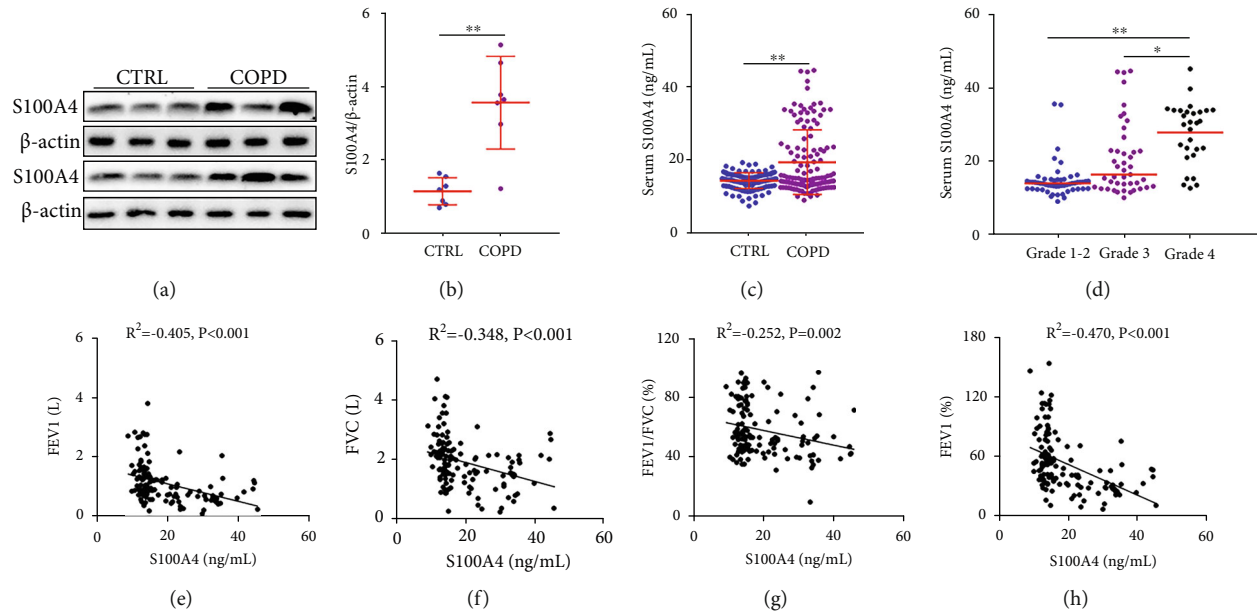 CTRL COPD
S100A4
β-actin
S100A4
β-actin
(a)
S100A4/β-actin
6
4
2
0
**
CTRL COPD
(b)
Serum S100A4 (ng/mL)
60
40
20
0
**
CTRL COPD
(c)
Serum S100A4 (ng/mL)
60
40
20
0
**
*
Grade 1-2 Grade 3 Grade 4
(d)
R²=-0.405, P<0.001
FEV1 (L)
6
4
2
0
0 20 40 60
S100A4 (ng/mL)
(e)
R²=-0.348, P<0.001
FVC (L)
6
4
2
0
0 20 40 60
S100A4 (ng/mL)
(f)
R²=-0.252, P=0.002
FEV1/FVC (%)
120
80
40
0
0 20 40 60
S100A4 (ng/mL)
(g)
R²=-0.470, P<0.001
FEV1 (%)
180
120
60
0
0 20 40 60
S100A4 (ng/mL)
(h)